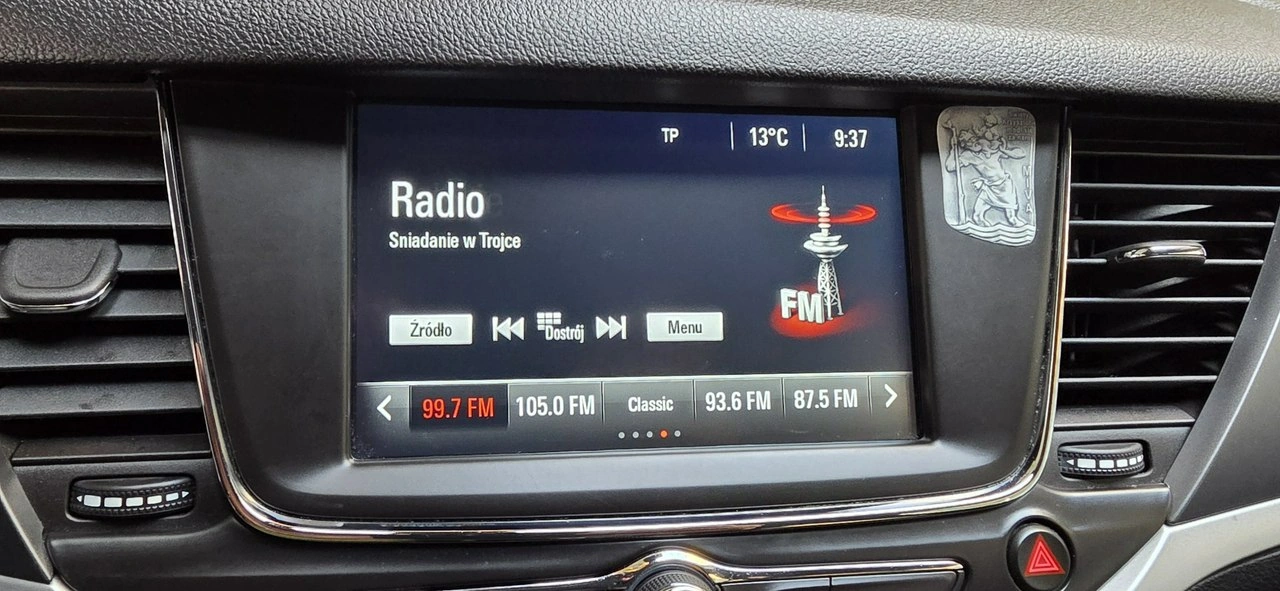 TP 13°C 9:37
Radio
Sniadanie w Trojce
FM
Źródło Dostrój Menu
99.7 FM 105.0 FM Classic 93.6 FM 87.5 FM